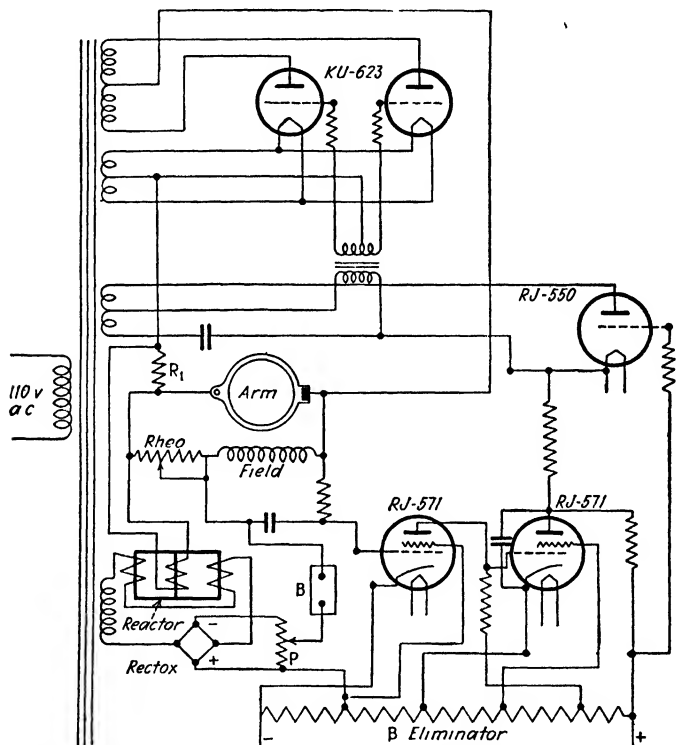 KU-623
RJ-550
110 v
a c
R1
Arm
Rheo
Field
RJ-571
RJ-571
B
Reactor
-
P
Rectox
+
-
B Eliminator
+